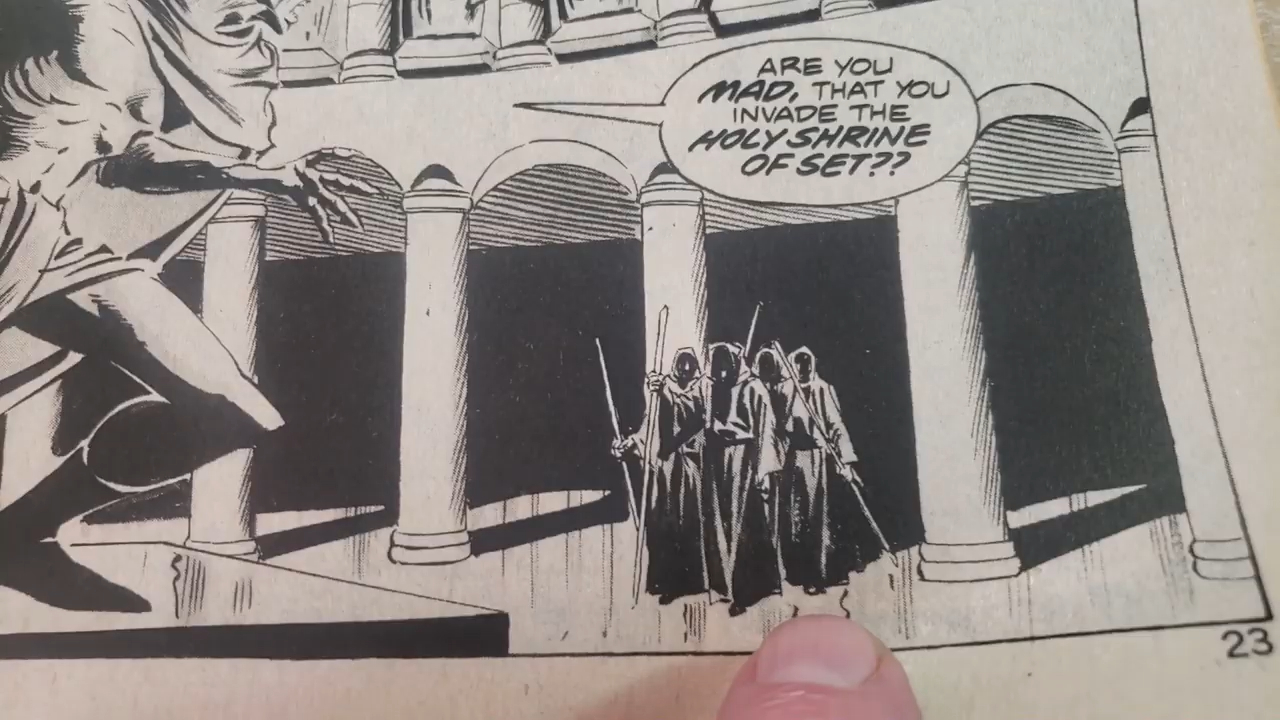 ARE YOU
MAD, THAT YOU
INVADE THE
HOLY SHRINE
OF SET??
23